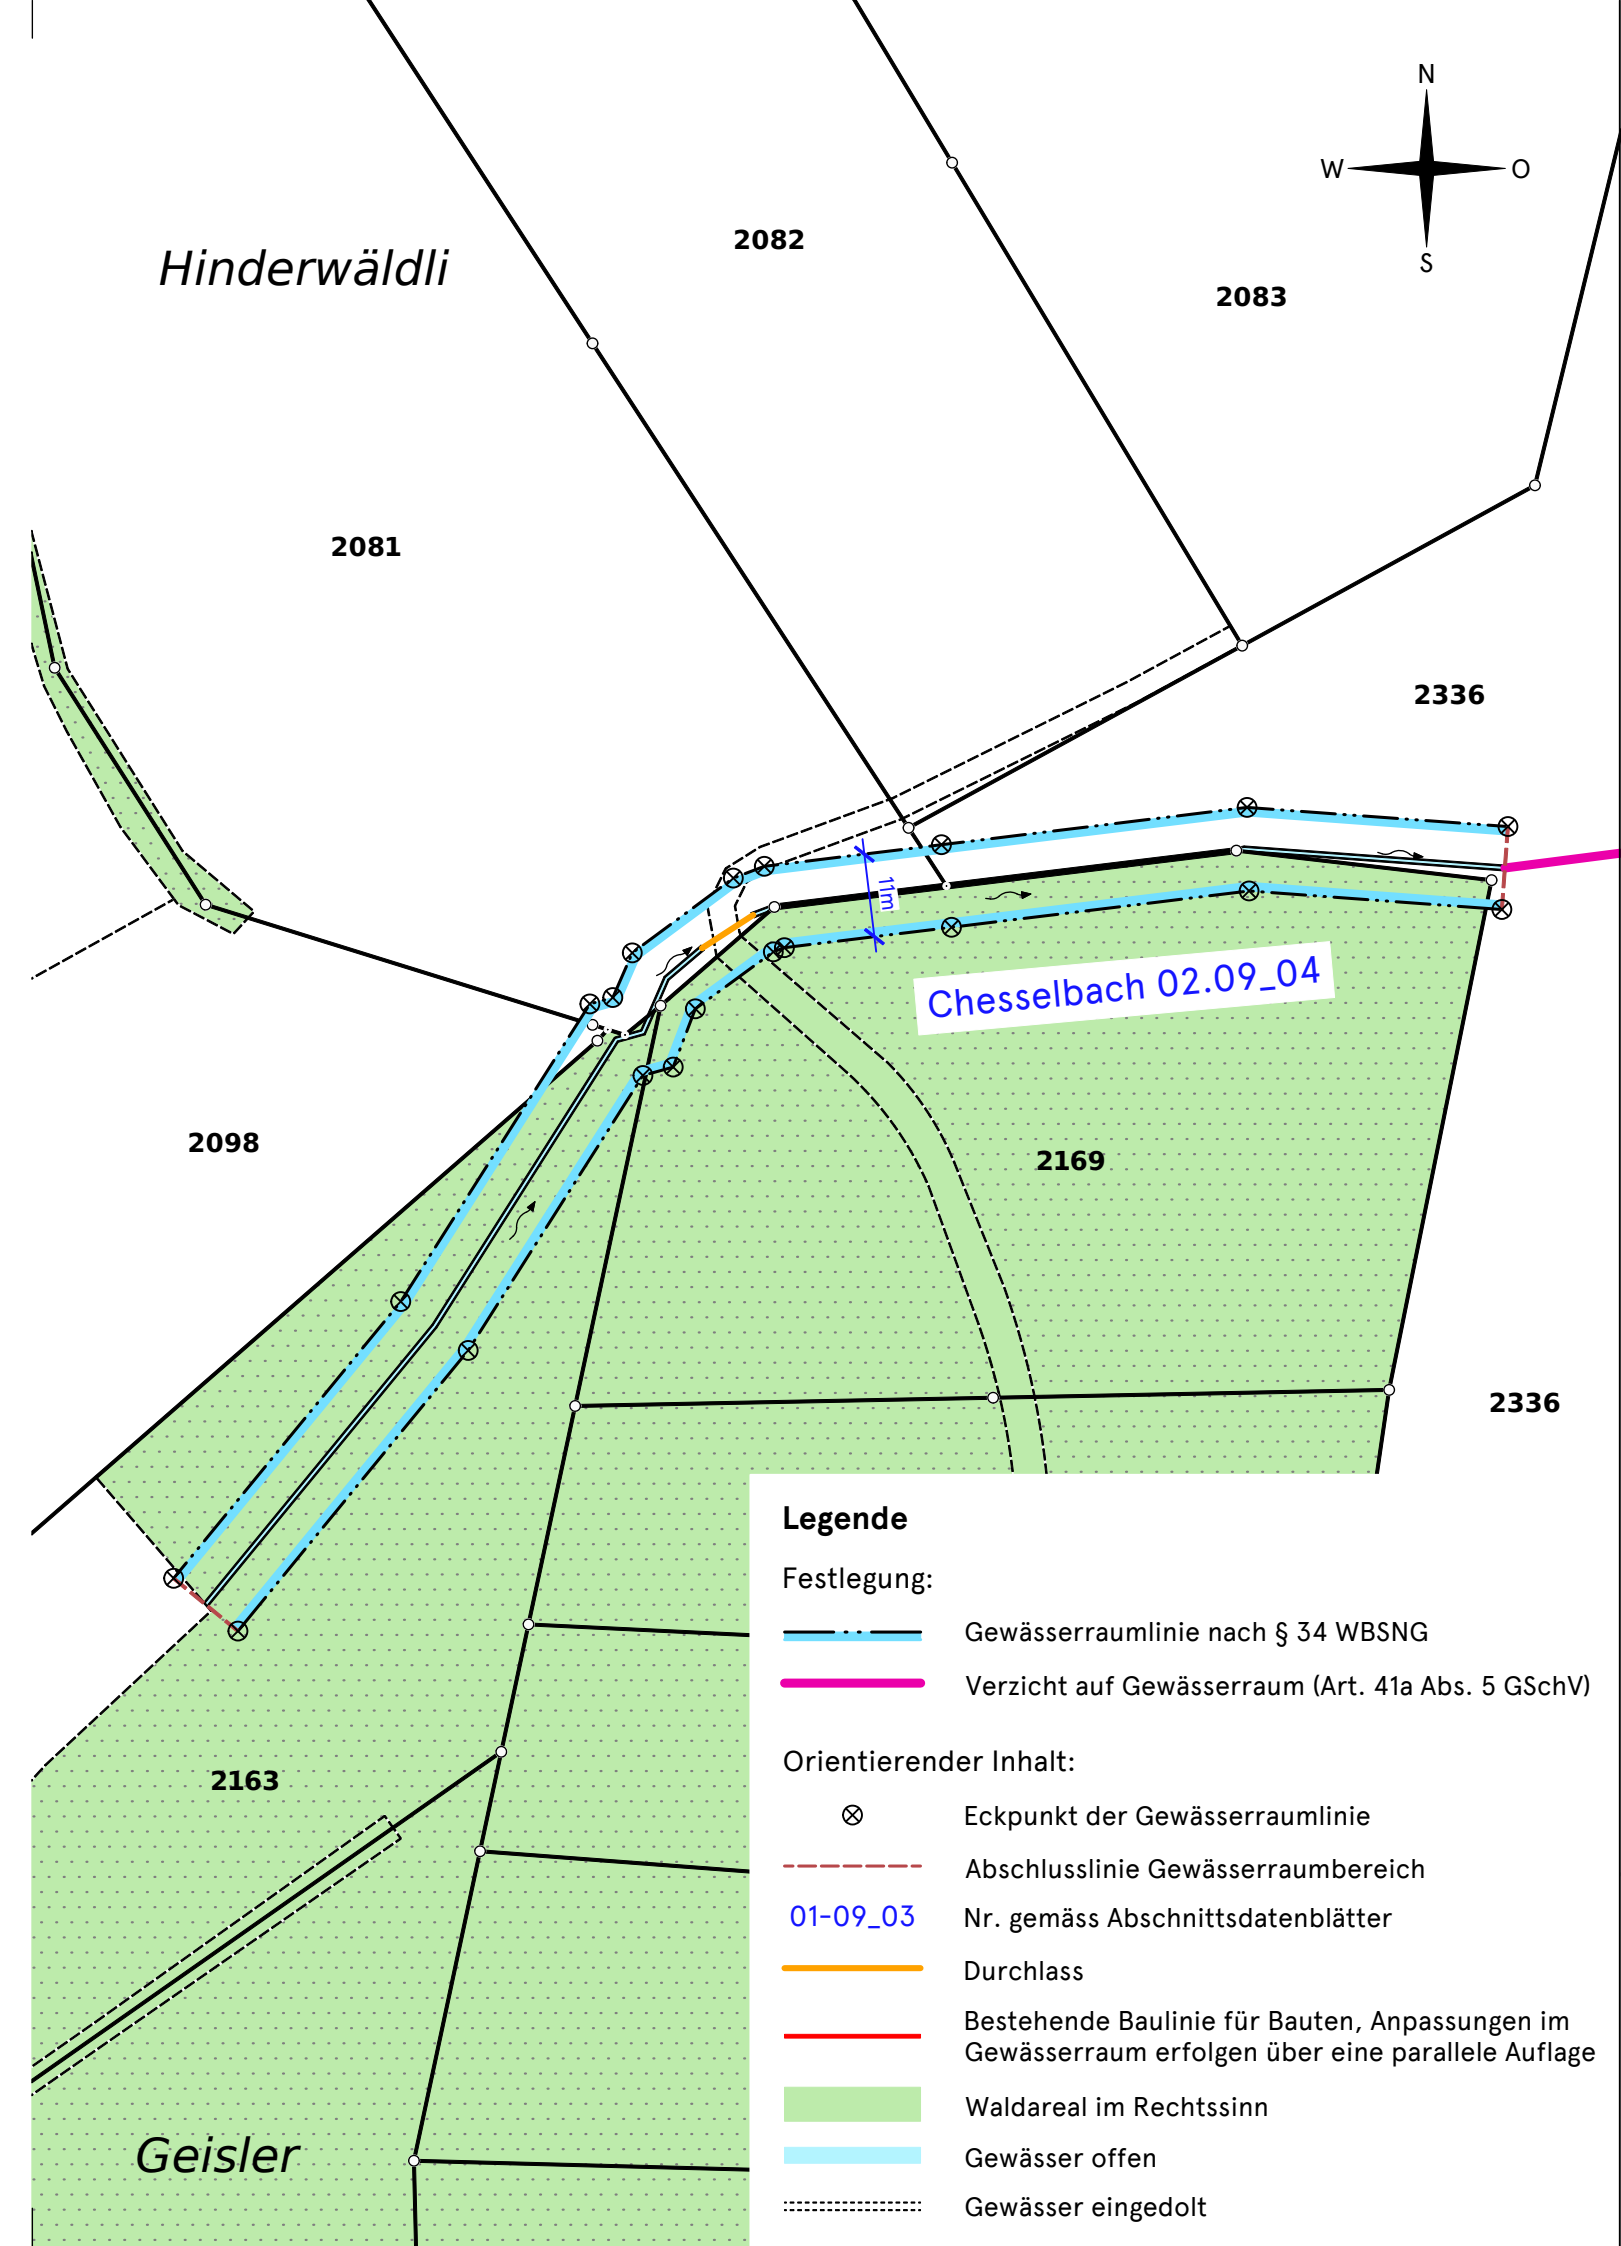 N
W
O
S
2082
Hinderwäldli
2083
2081
2336
11m
Chesselbach 02.09_04
2098
2169
2336
2163
Geisler
Legende
Festlegung:
Gewässerraumlinie nach § 34 WBSNG
Verzicht auf Gewässerraum (Art. 41a Abs. 5 GSchV)
Orientierender Inhalt:
Eckpunkt der Gewässerraumlinie
Abschlusslinie Gewässerraumbereich
01-09_03 Nr. gemäss Abschnittsdatenblätter
Durchlass
Bestehende Baulinie für Bauten, Anpassungen im
Gewässerraum erfolgen über eine parallele Auflage
Waldareal im Rechtssinn
Gewässer offen
Gewässer eingedolt